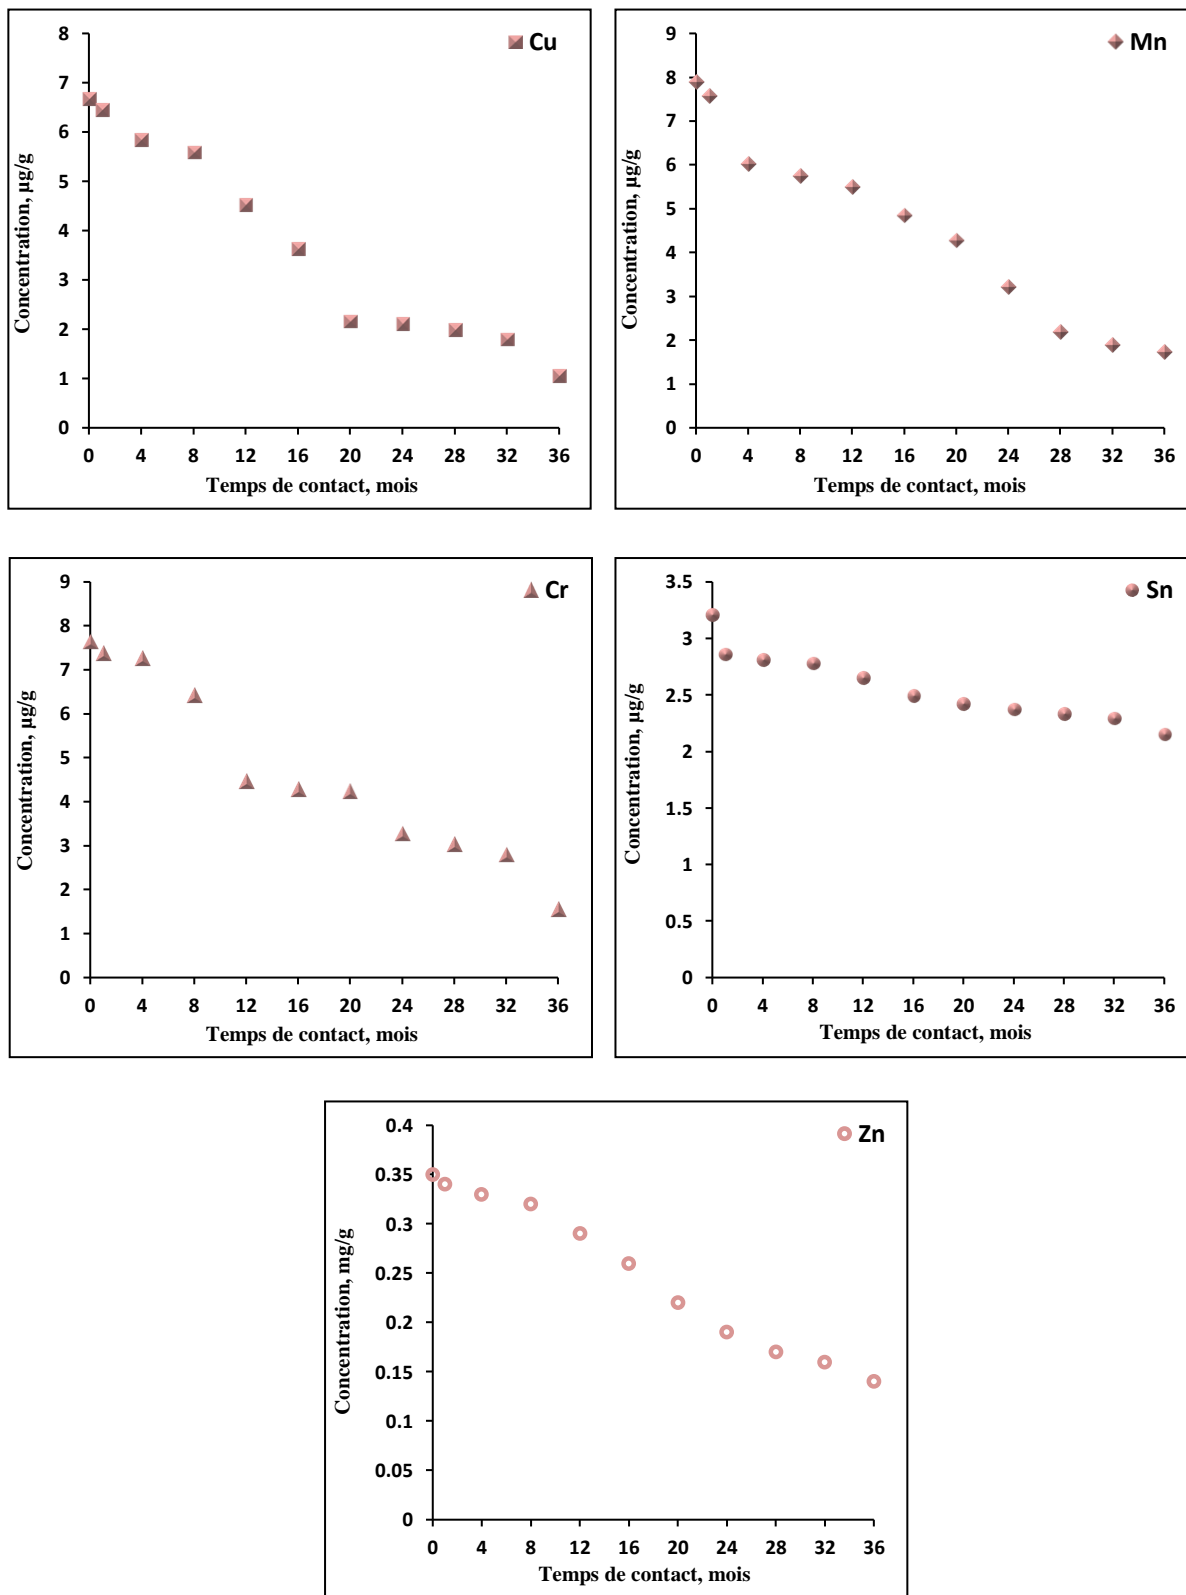 Cu
8
7
6
5
4
3
2
1
0
Concentration, µg/g
0 4 8 12 16 20 24 28 32 36
Temps de contact, mois
Mn
9
8
7
6
5
4
3
2
1
0
Concentration, µg/g
0 4 8 12 16 20 24 28 32 36
Temps de contact, mois
Cr
9
8
7
6
5
4
3
2
1
0
Concentration, µg/g
0 4 8 12 16 20 24 28 32 36
Temps de contact, mois
Sn
3.5
3
2.5
2
1.5
1
0.5
0
Concentration, µg/g
0 4 8 12 16 20 24 28 32 36
Temps de contact, mois
Zn
0.4
0.35
0.3
0.25
0.2
0.15
0.1
0.05
0
Concentration, mg/g
0 4 8 12 16 20 24 28 32 36
Temps de contact, mois